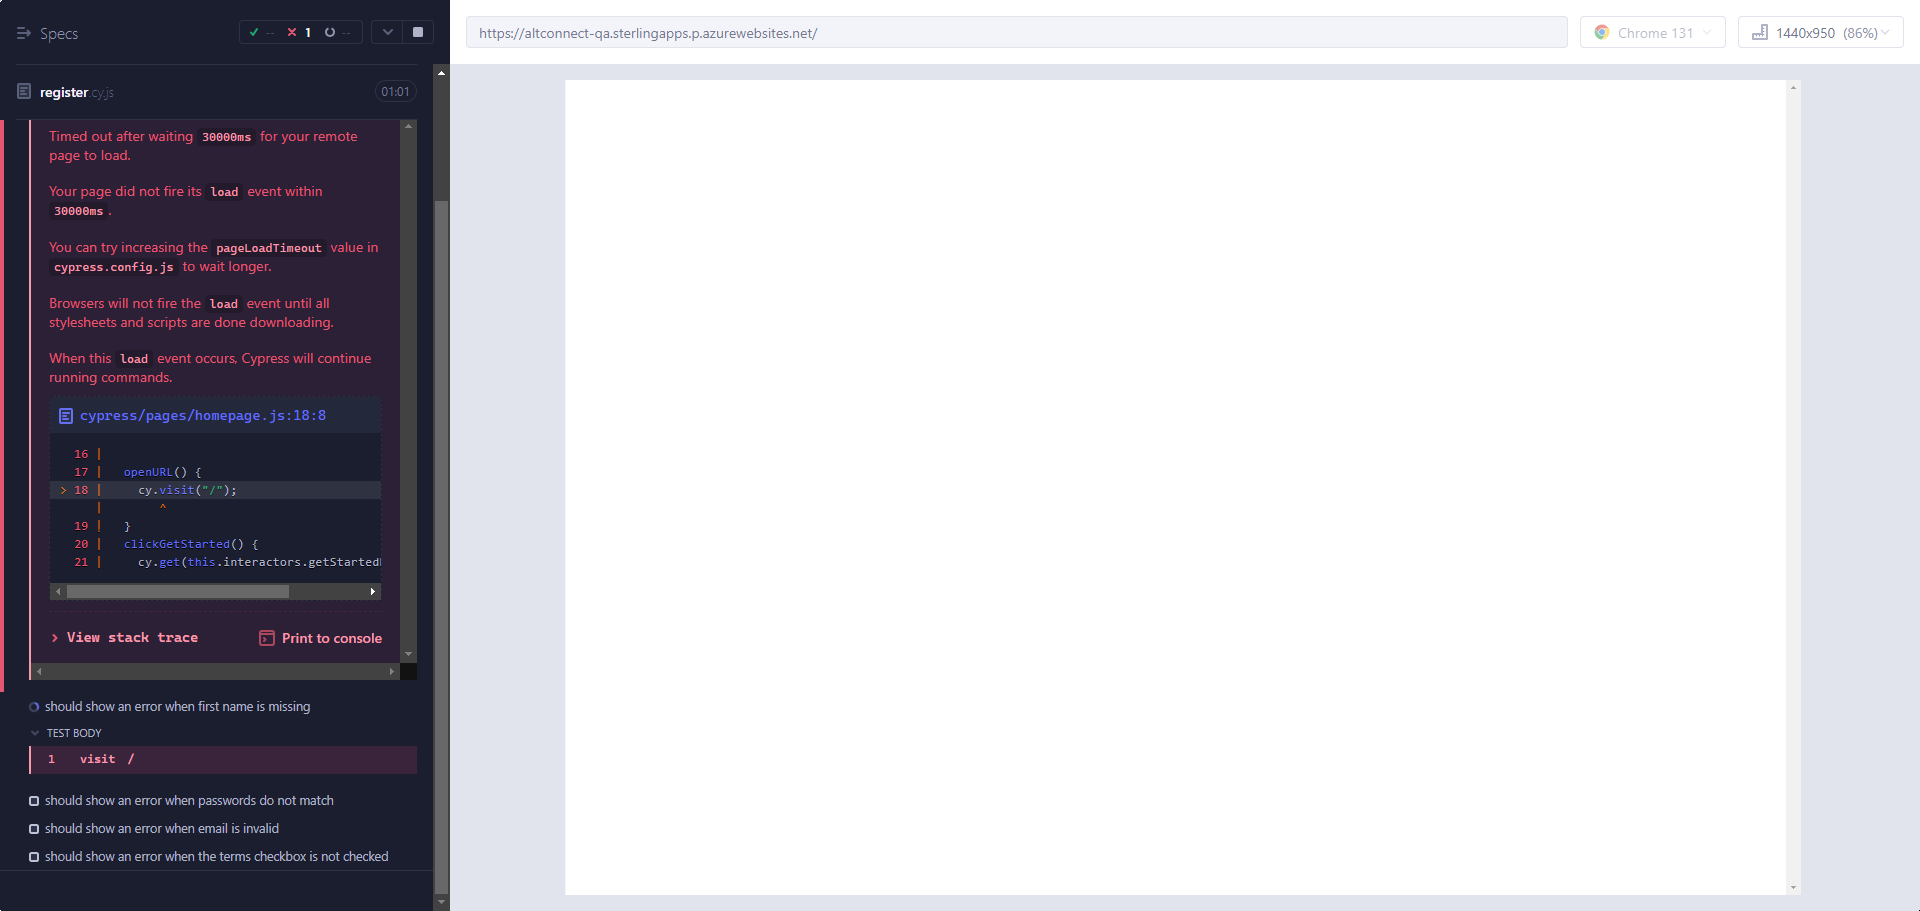 Specs
-- 1 --
https://altconnect-qa.sterlingapps.p.azurewebsites.net/
Chrome 131
1440x950 (86%)
register.cy.js
01:01
Timed out after waiting 30000ms for your remote
page to load.
Your page did not fire its load event within
30000ms.
You can try increasing the pageLoadTimeout value in
cypress.config.js to wait longer.
Browsers will not fire the load event until all
stylesheets and scripts are done downloading.
When this load event occurs, Cypress will continue
running commands.
cypress/pages/homepage.js:18:8
16 |
17 | openURL() {
> 18 | cy.visit("/");
| ^
19 | }
20 | clickGetStarted() {
21 | cy.get(this.interactors.getStarted
> View stack trace
Print to console
should show an error when first name is missing
TEST BODY
1 visit /
should show an error when passwords do not match
should show an error when email is invalid
should show an error when the terms checkbox is not checked